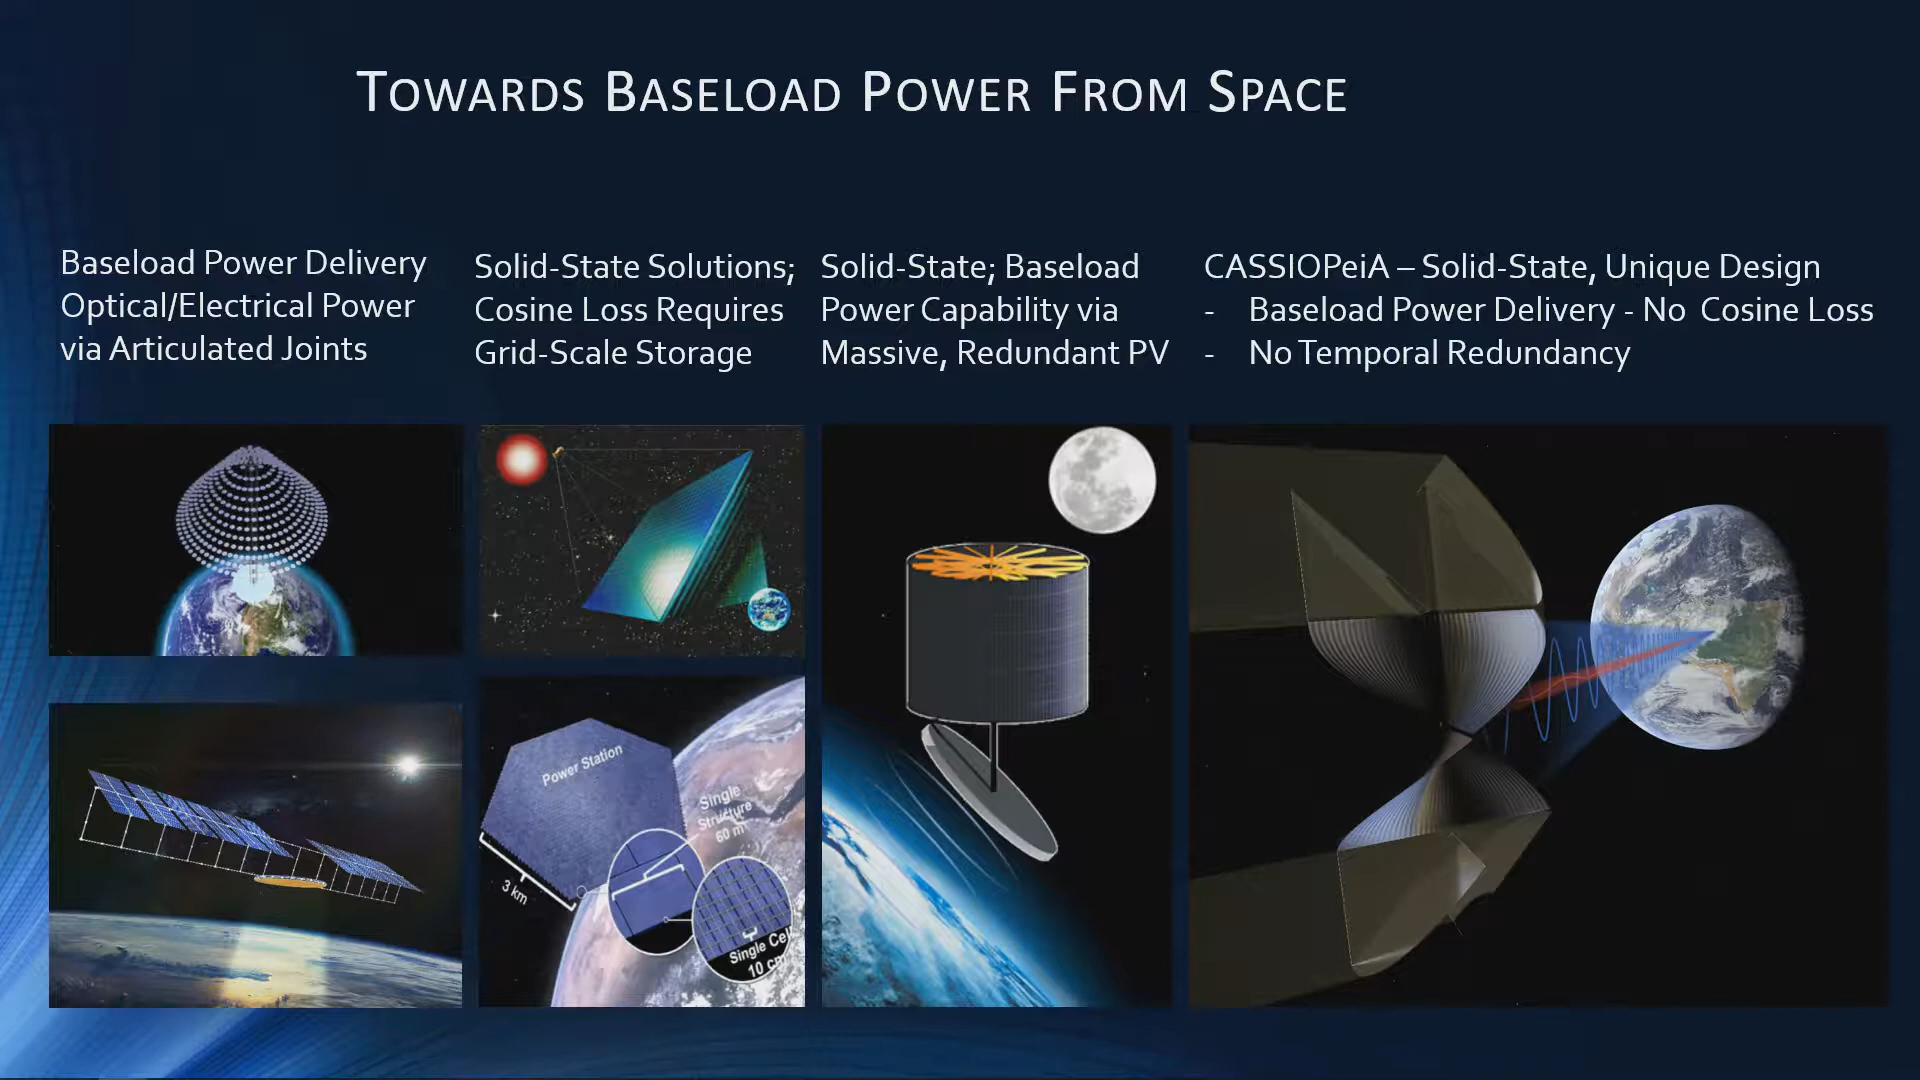 TOWARDS BASELOAD POWER FROM SPACE
Baseload Power Delivery
Optical/Electrical Power
via Articulated Joints
Solid-State Solutions;
Cosine Loss Requires
Grid-Scale Storage
Solid-State; Baseload
Power Capability via
Massive, Redundant PV
CASSIOPeiA – Solid-State, Unique Design
- Baseload Power Delivery - No Cosine Loss
- No Temporal Redundancy
Power Station
Single
Structure
60 m
3 km
Single Cell
10 cm